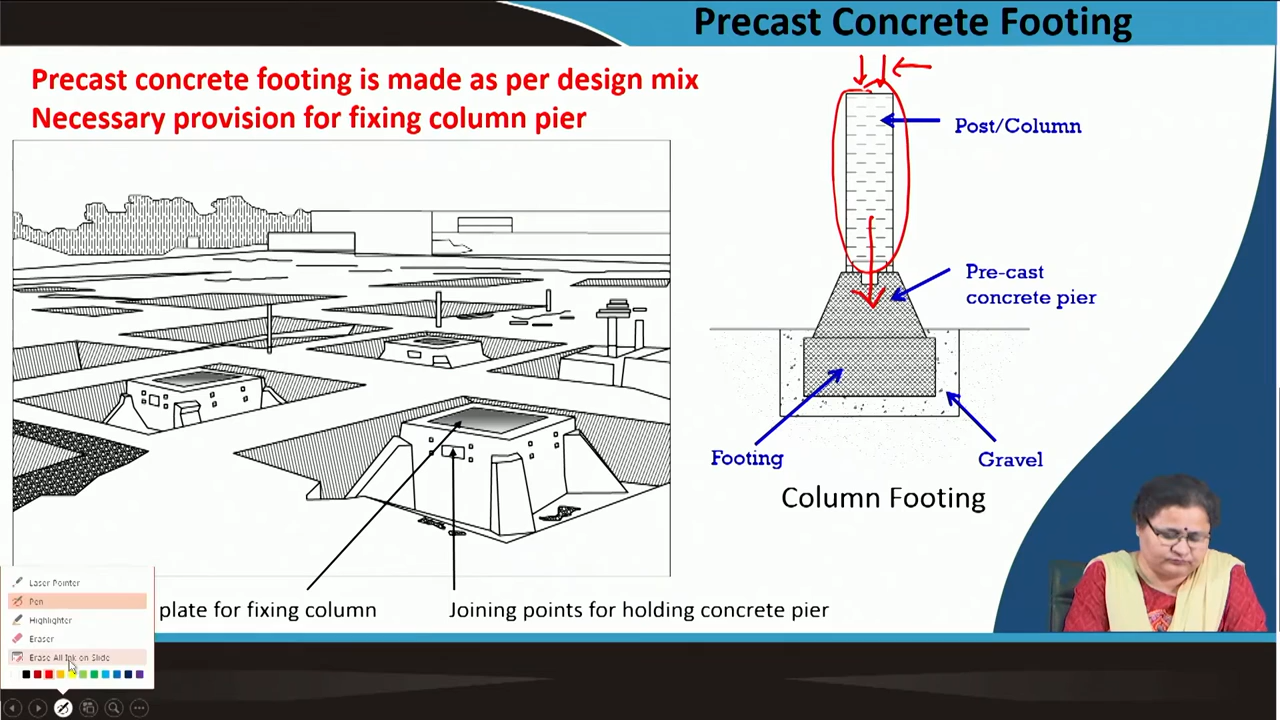 Precast Concrete Footing
Precast concrete footing is made as per design mix
Necessary provision for fixing column pier
Post/Column
Pre-cast
concrete pier
Footing
Gravel
Column Footing
plate for fixing column
Joining points for holding concrete pier
Laser Pointer
Pen
Highlighter
Eraser
Erase All Ink on Slide